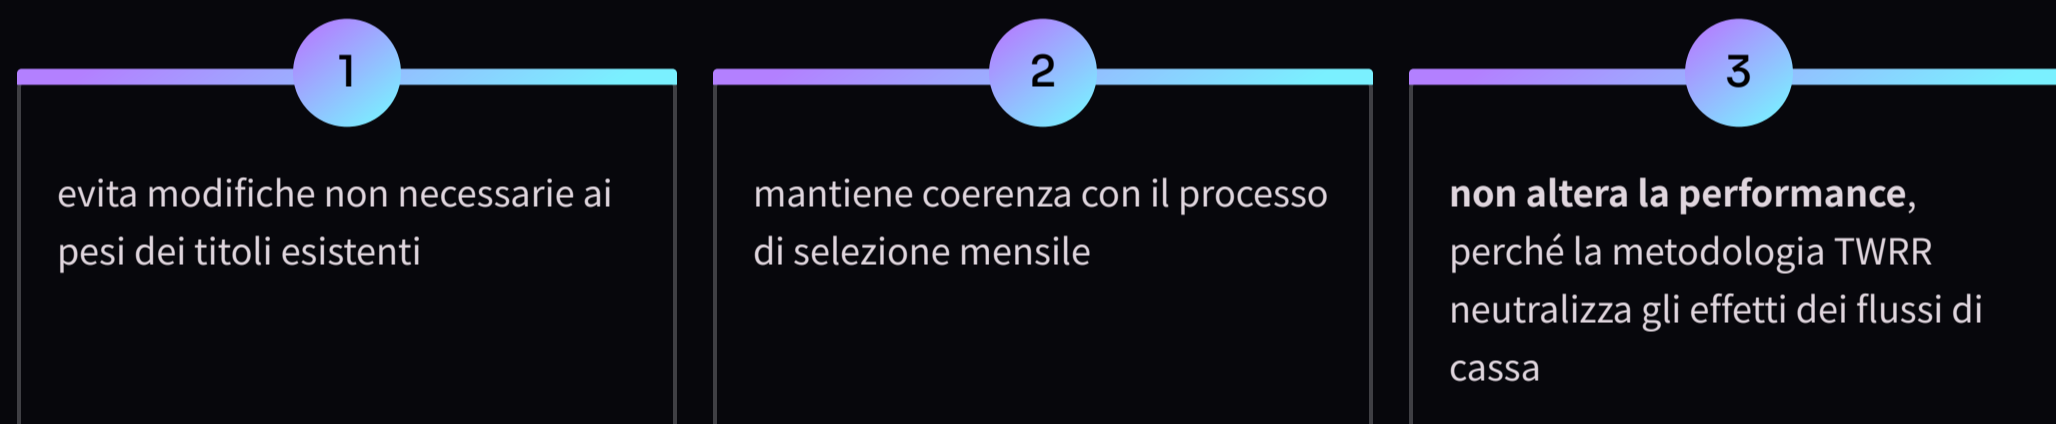 1
evita modifiche non necessarie ai
pesi dei titoli esistenti
2
mantiene coerenza con il processo
di selezione mensile
3
non altera la performance,
perché la metodologia TWRR
neutralizza gli effetti dei flussi di
cassa